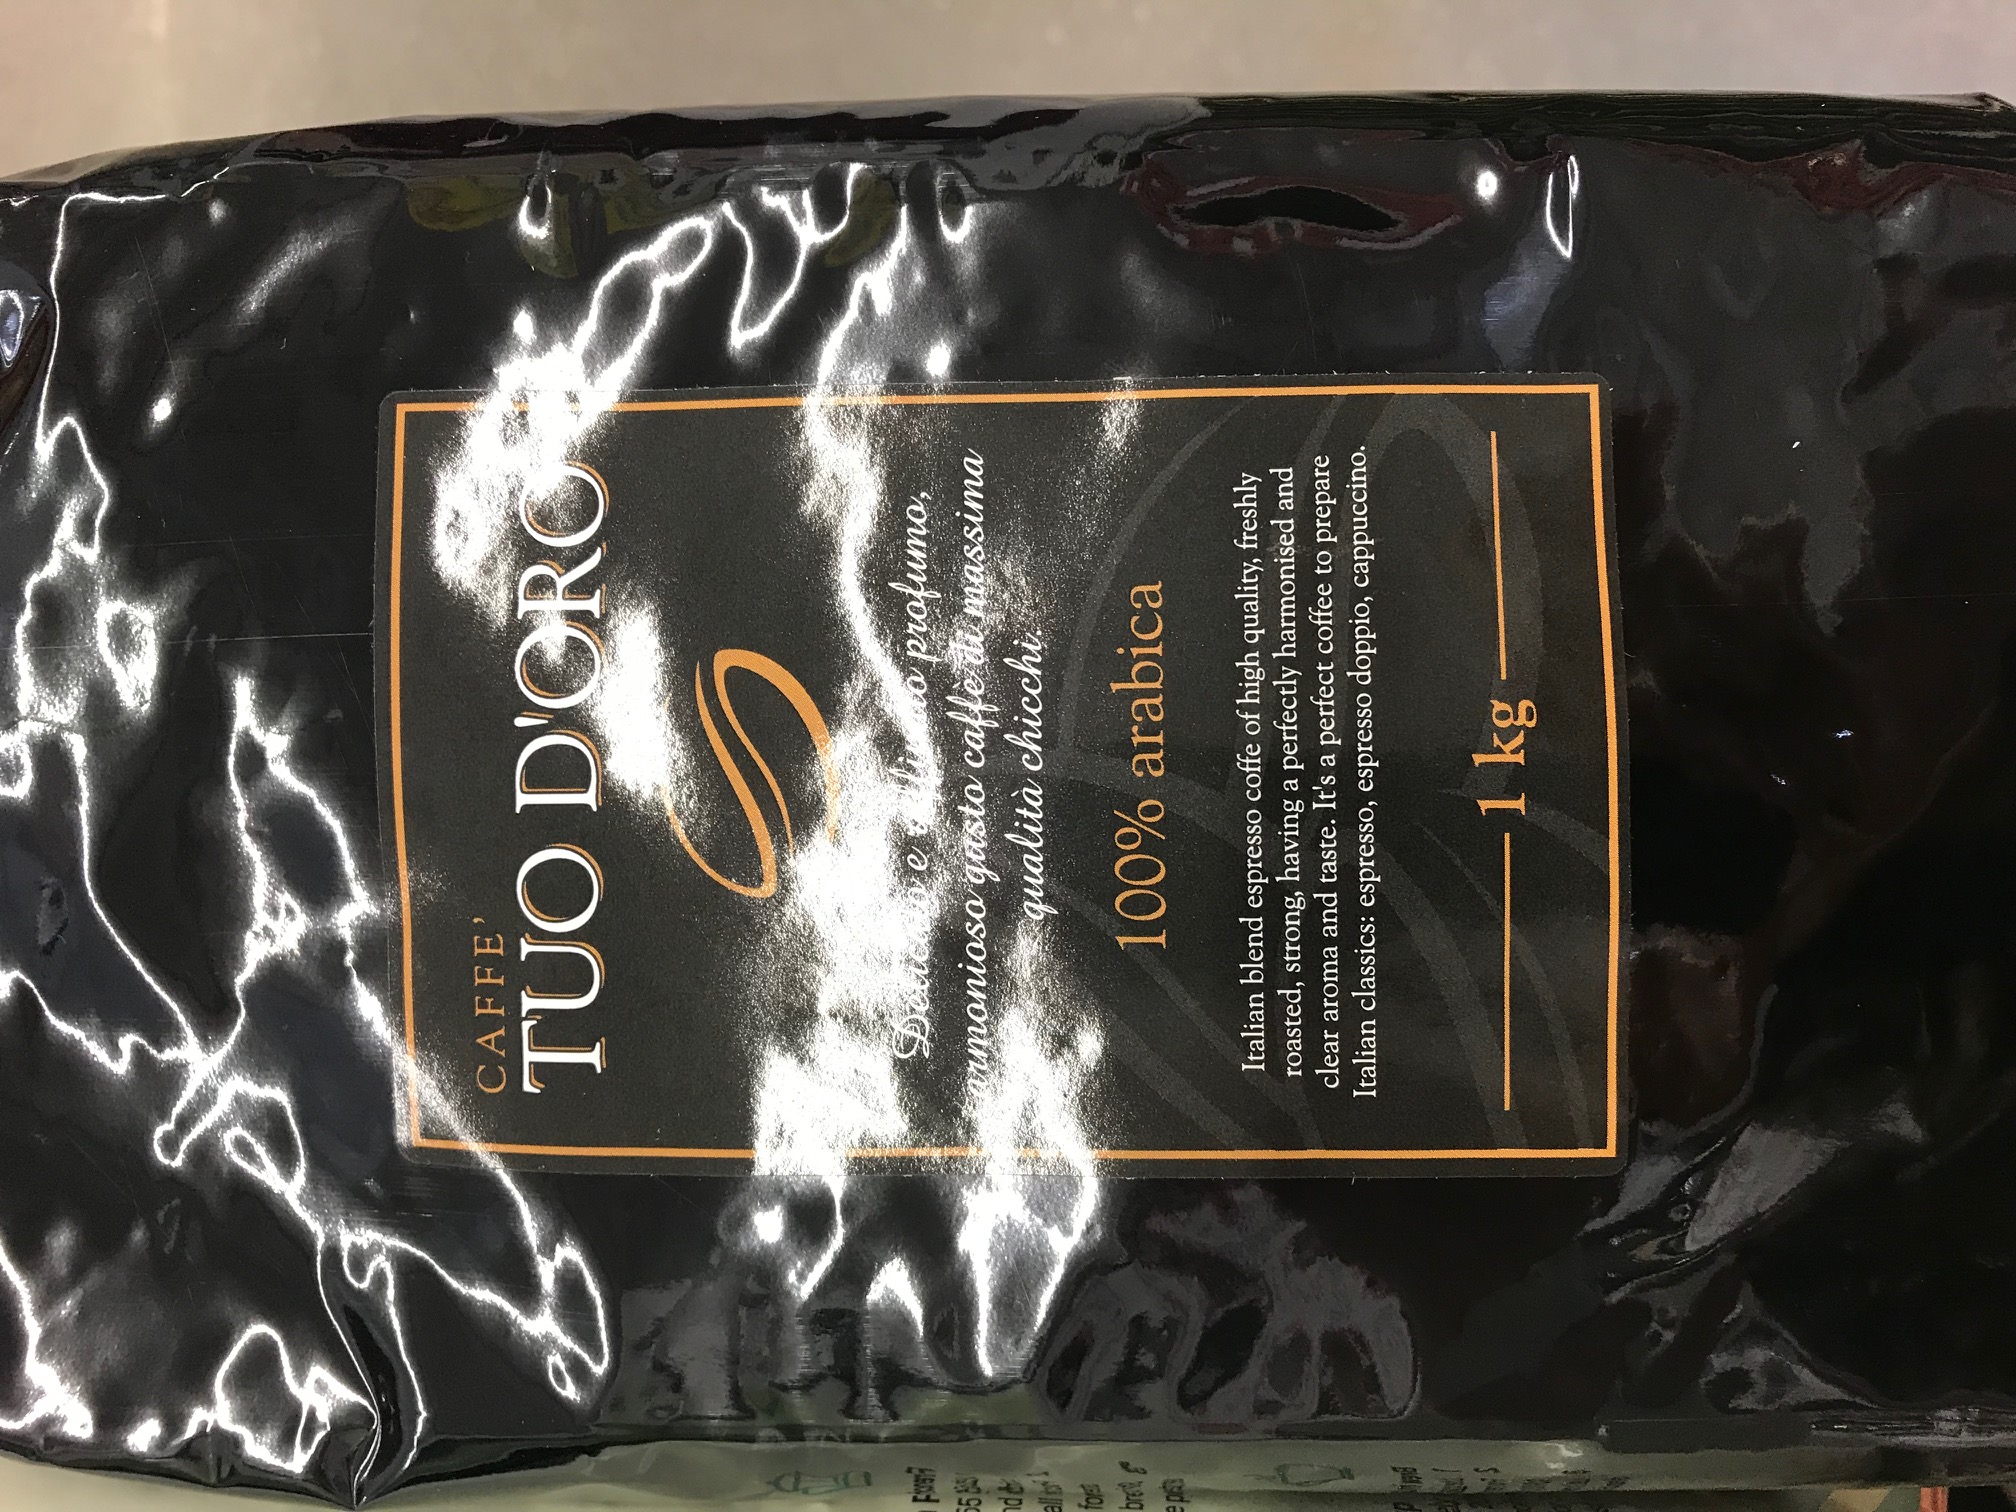 CAFFE'
TUO D'ORO
profumo,
armonioso gusto caffè di massima
qualità chicchi.
100% arabica
Italian blend espresso coffe of high quality, freshly
roasted, strong, having a perfectly harmonised and
clear aroma and taste. It's a perfect coffee to prepare
Italian classics: espresso, espresso doppio, cappuccino.
1 kg